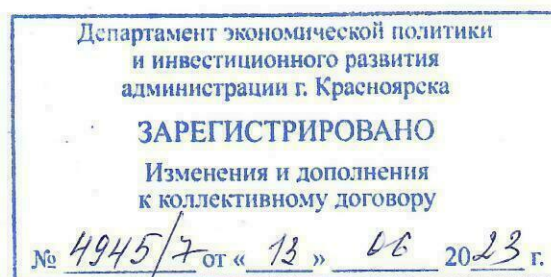 Департамент экономической политики
и инвестиционного развития
администрации г. Красноярска
ЗАРЕГИСТРИРОВАНО
Изменения и дополнения
к коллективному договору
№ 4945/7 от « 13 » 06 2023 г.